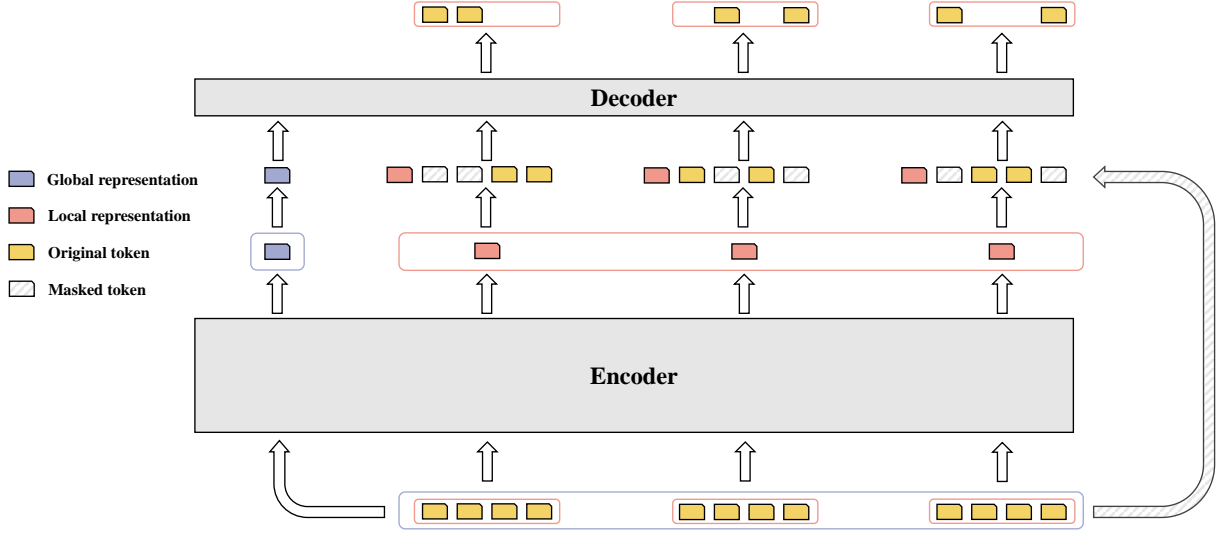 Decoder
Global representation
Local representation
Original token
Masked token
Encoder